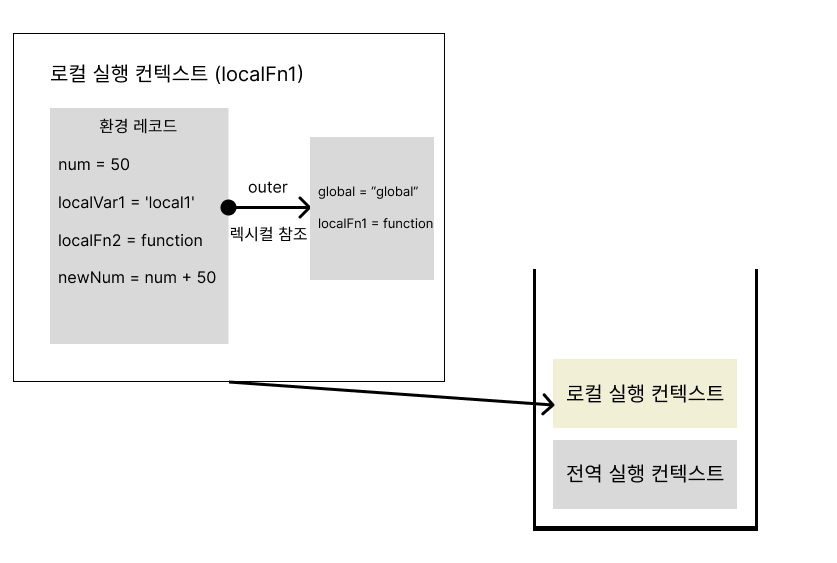 로컬 실행 컨텍스트 (localFn1)
환경 레코드
num = 50
localVar1 = 'local1'
localFn2 = function
newNum = num + 50
outer
렉시컬 참조
global = “global”
localFn1 = function
로컬 실행 컨텍스트
전역 실행 컨텍스트